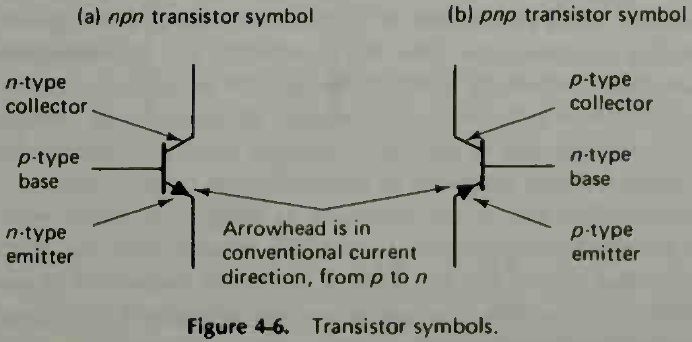 (a) npn transistor symbol
(b) pnp transistor symbol
n-type
collector
p-type
base
n-type
emitter
p-type
collector
n-type
base
p-type
emitter
Arrowhead is in
conventional current
direction, from p to n
Figure 4-6. Transistor symbols.